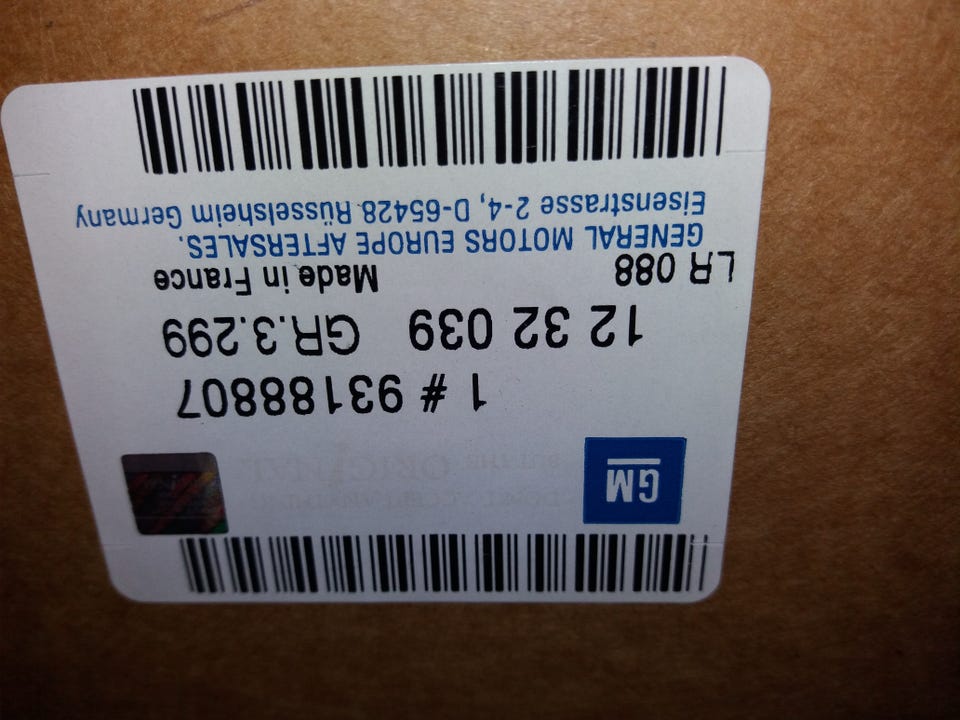 GM
1 # 93188807
12 32 039 GR.3.299
LR 088 Made in France
GENERAL MOTORS EUROPE AFTERSALES.
Eisenstrasse 2-4, D-65428 Rüsselsheim Germany